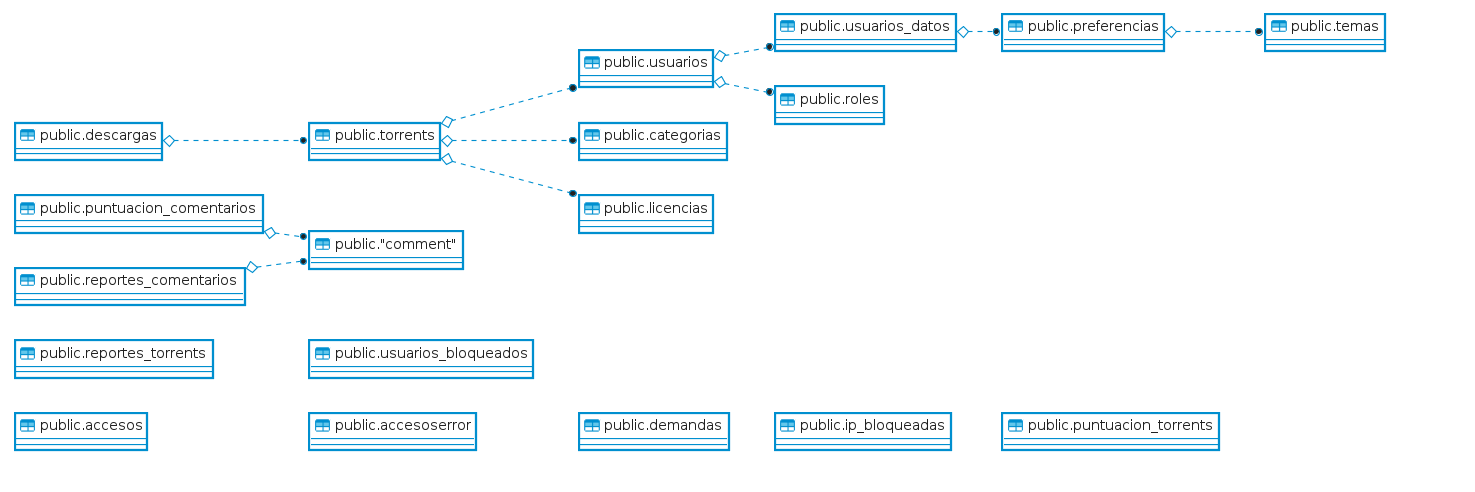 public.usuarios_datos
public.preferencias
public.temas
public.usuarios
public.roles
public.descargas
public.torrents
public.categorias
public.puntuacion_comentarios
public.licencias
public."comment"
public.reportes_comentarios
public.reportes_torrents
public.usuarios_bloqueados
public.accesos
public.accesoserror
public.demandas
public.ip_bloqueadas
public.puntuacion_torrents